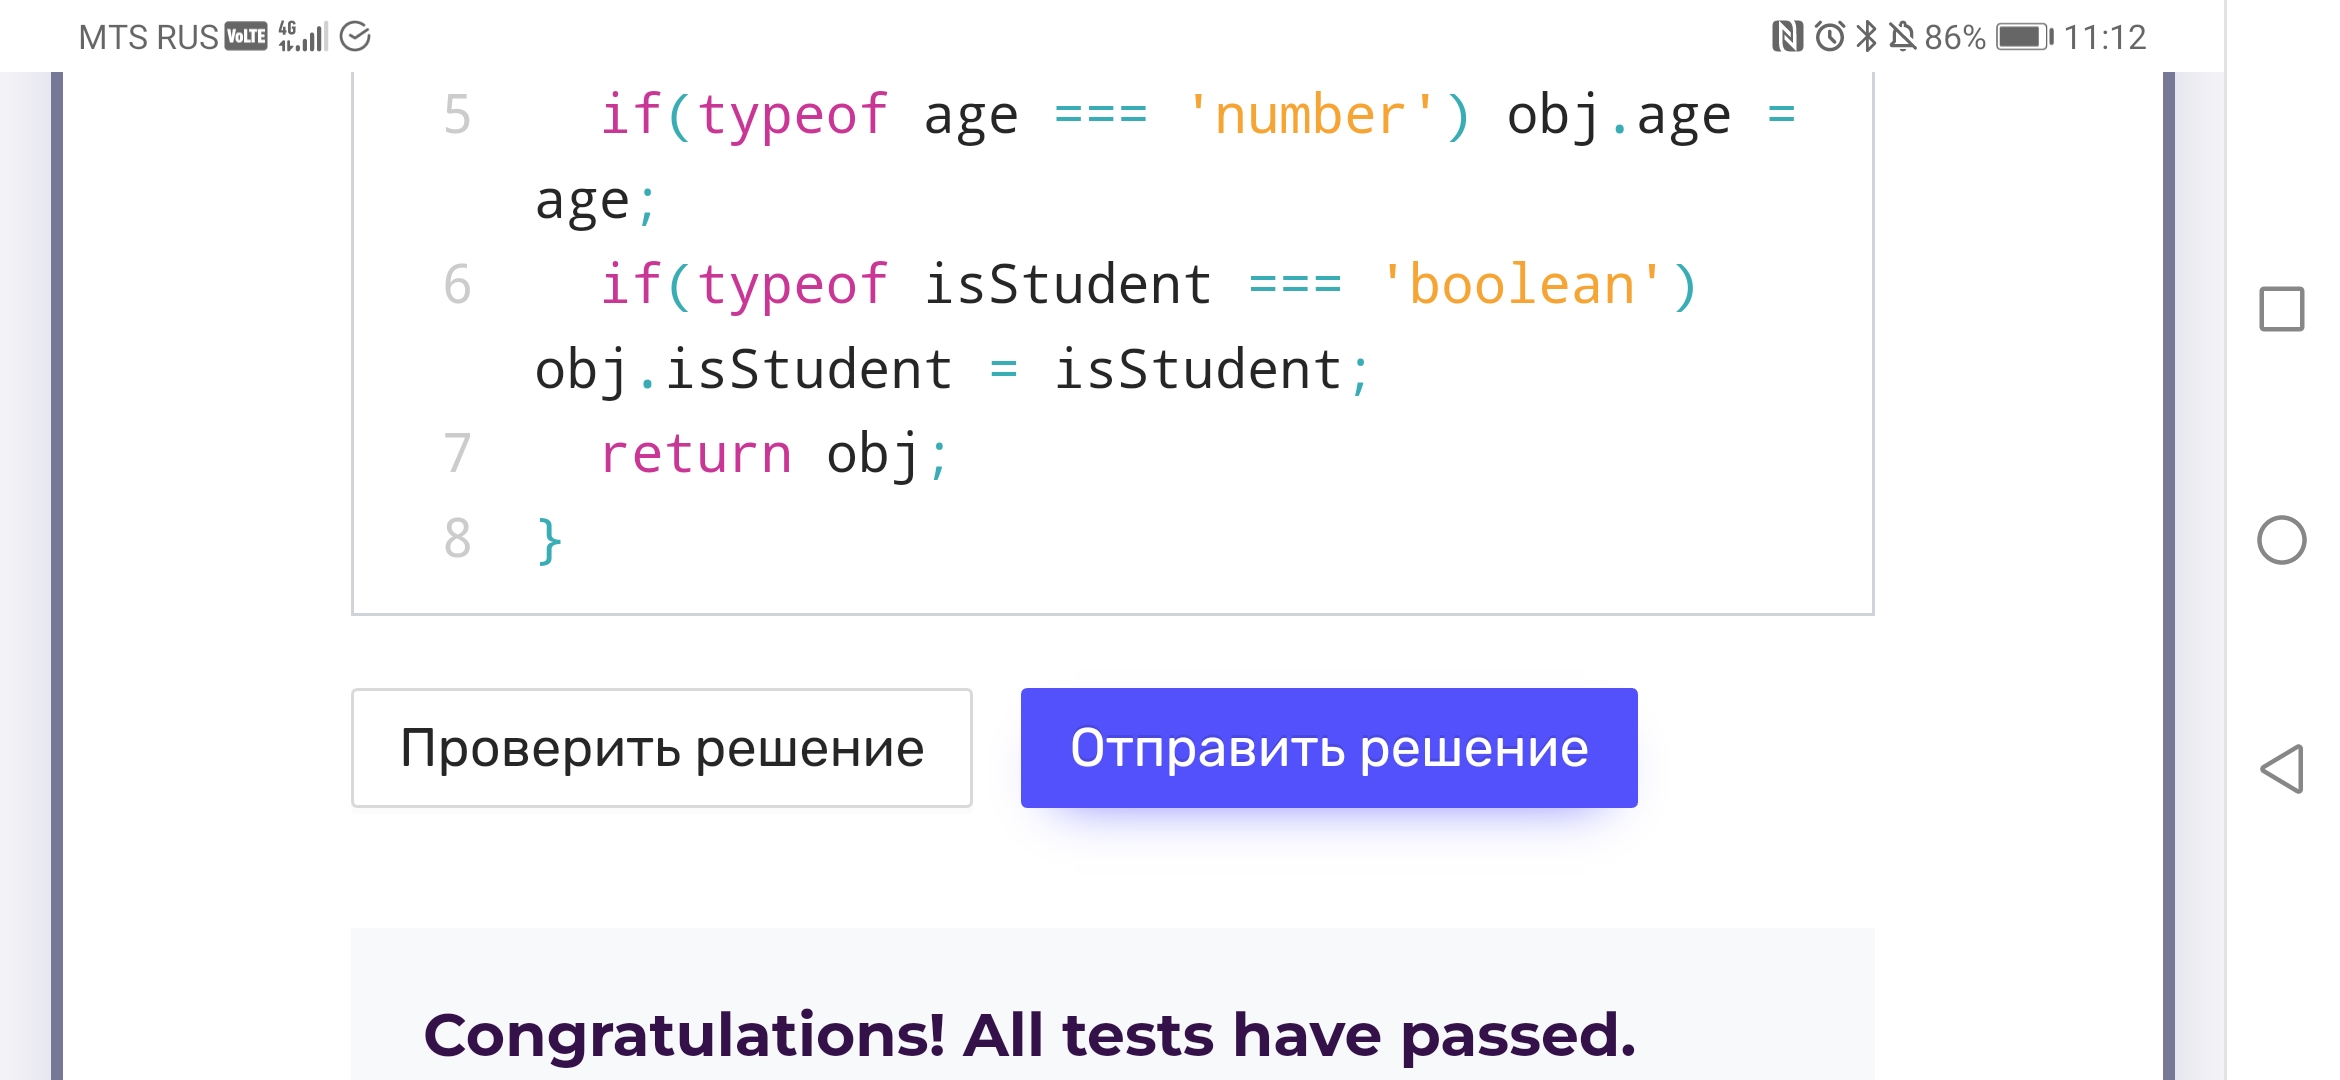 MTS RUS VoLTE 4G 86% 11:12
5 if(typeof age === 'number') obj.age =
age;
6 if(typeof isStudent === 'boolean')
obj.isStudent = isStudent;
7 return obj;
8 }
Проверить решение Отправить решение
Congratulations! All tests have passed.